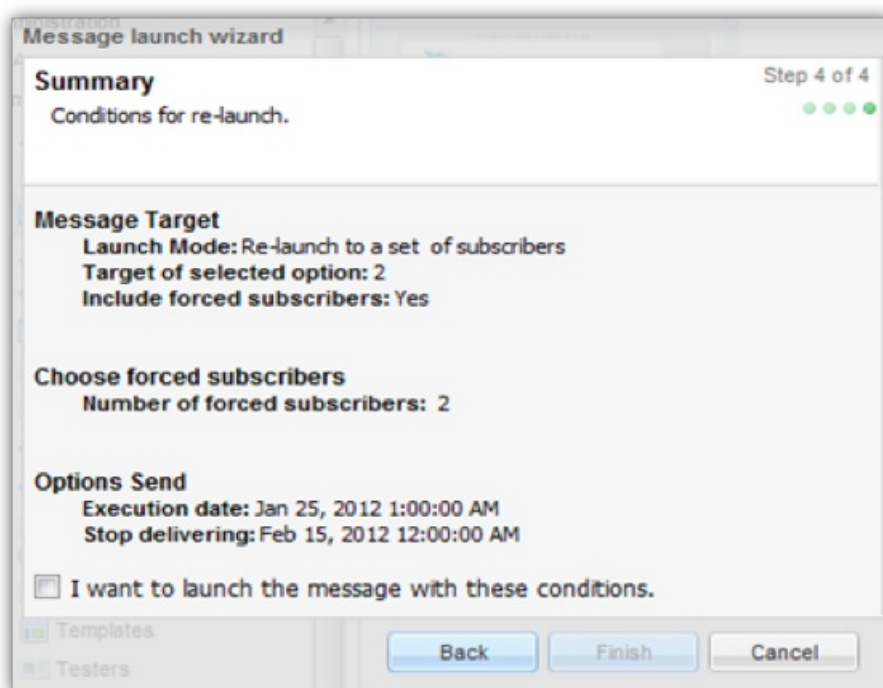 ministration
Message launch wizard
Summary
Step 4 of 4
Conditions for re-launch.
Message Target
Launch Mode: Re-launch to a set of subscribers
Target of selected option: 2
Include forced subscribers: Yes
Choose forced subscribers
Number of forced subscribers: 2
Options Send
Execution date: Jan 25, 2012 1:00:00 AM
Stop delivering: Feb 15, 2012 12:00:00 AM
I want to launch the message with these conditions.
Templates
Testers
Back
Finish
Cancel